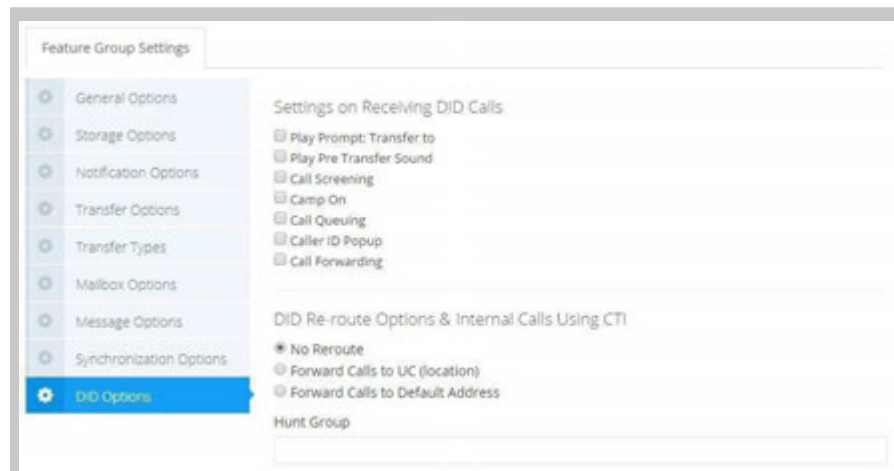 Feature Group Settings
General Options
Storage Options
Notification Options
Transfer Options
Transfer Types
Mailbox Options
Message Options
Synchronization Options
DID Options
Settings on Receiving DID Calls
Play Prompt: Transfer to
Play Pre Transfer Sound
Call Screening
Camp On
Call Queuing
Caller ID Popup
Call Forwarding
DID Re-route Options & Internal Calls Using CTI
No Reroute
Forward Calls to UC (location)
Forward Calls to Default Address
Hunt Group